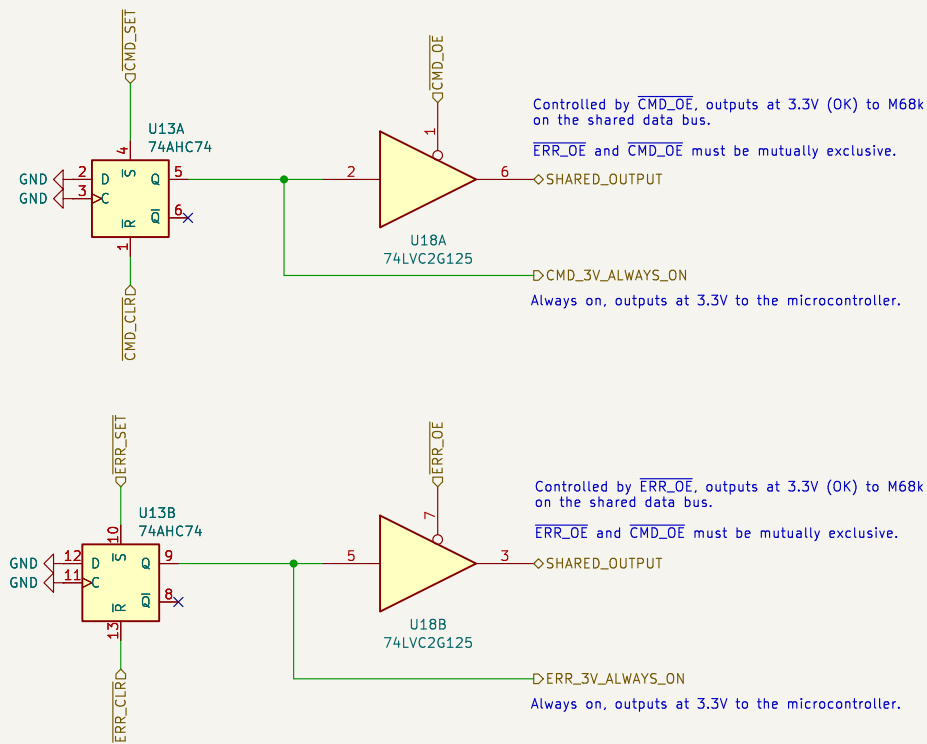 CMD_SET
CMD_OE
Controlled by CMD_OE, outputs at 3.3V (OK) to M68k
on the shared data bus.
ERR_OE and CMD_OE must be mutually exclusive.
U13A
74AHC74
1
4
GND 2 D S Q 5
2
6 SHARED_OUTPUT
GND 3 C
R Q 6
1
U18A
74LVC2G125
CMD_3V_ALWAYS_ON
Always on, outputs at 3.3V to the microcontroller.
CMD_CLR
ERR_SET
ERR_OE
Controlled by ERR_OE, outputs at 3.3V (OK) to M68k
on the shared data bus.
ERR_OE and CMD_OE must be mutually exclusive.
U13B
74AHC74
7
10
GND 12 D S Q 9
5
3 SHARED_OUTPUT
GND 11 C
R Q 8
13
U18B
74LVC2G125
ERR_3V_ALWAYS_ON
Always on, outputs at 3.3V to the microcontroller.
ERR_CLR